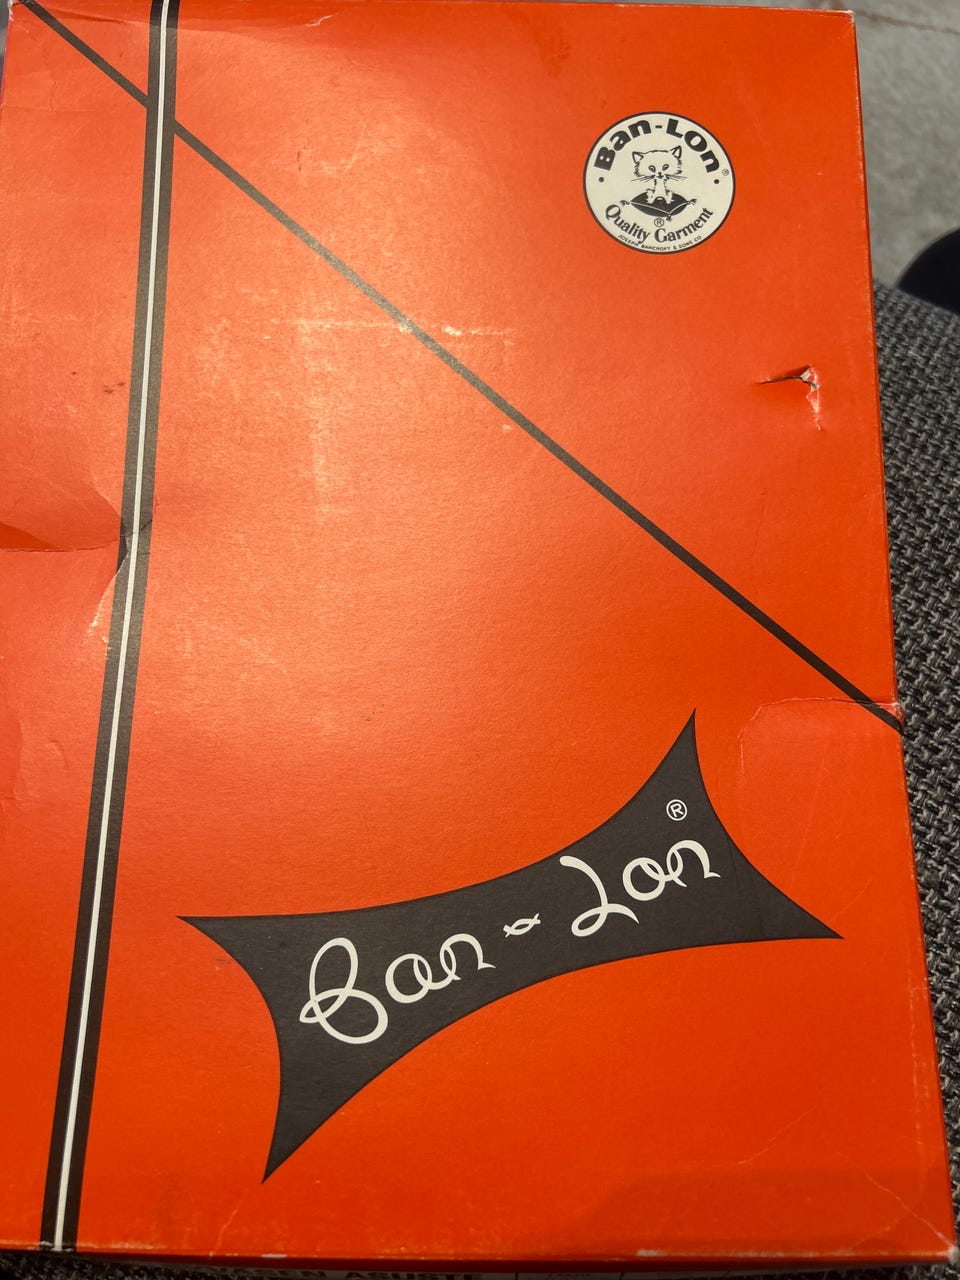 Ban-Lon®
Quality Garment
®
JOSEPH BANCROFT & SONS CO
Ban-Lon®